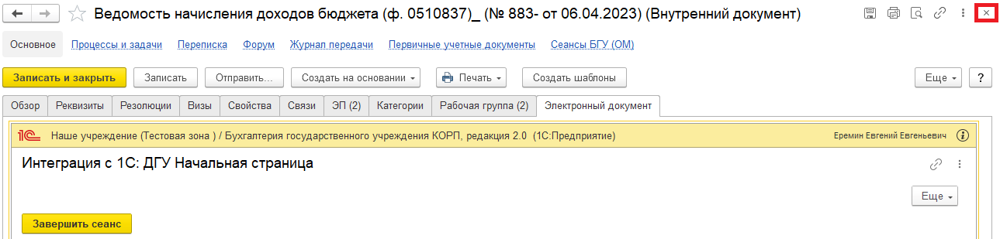 Ведомость начисления доходов бюджета (ф. 0510837)_ (№ 883- от 06.04.2023) (Внутренний документ)
Основное Процессы и задачи Переписка Форум Журнал передачи Первичные учетные документы Сеансы БГУ (ОМ)
Записать и закрыть Записать Отправить... Создать на основании Печать Создать шаблоны Еще ?
Обзор Реквизиты Резолюции Визы Свойства Связи ЭП (2) Категории Рабочая группа (2) Электронный документ
1С Наше учреждение (Тестовая зона ) / Бухгалтерия государственного учреждения КОРП, редакция 2.0 (1С:Предприятие) Еремин Евгений Евгеньевич
Интеграция с 1С: ДГУ Начальная страница
Еще
Завершить сеанс